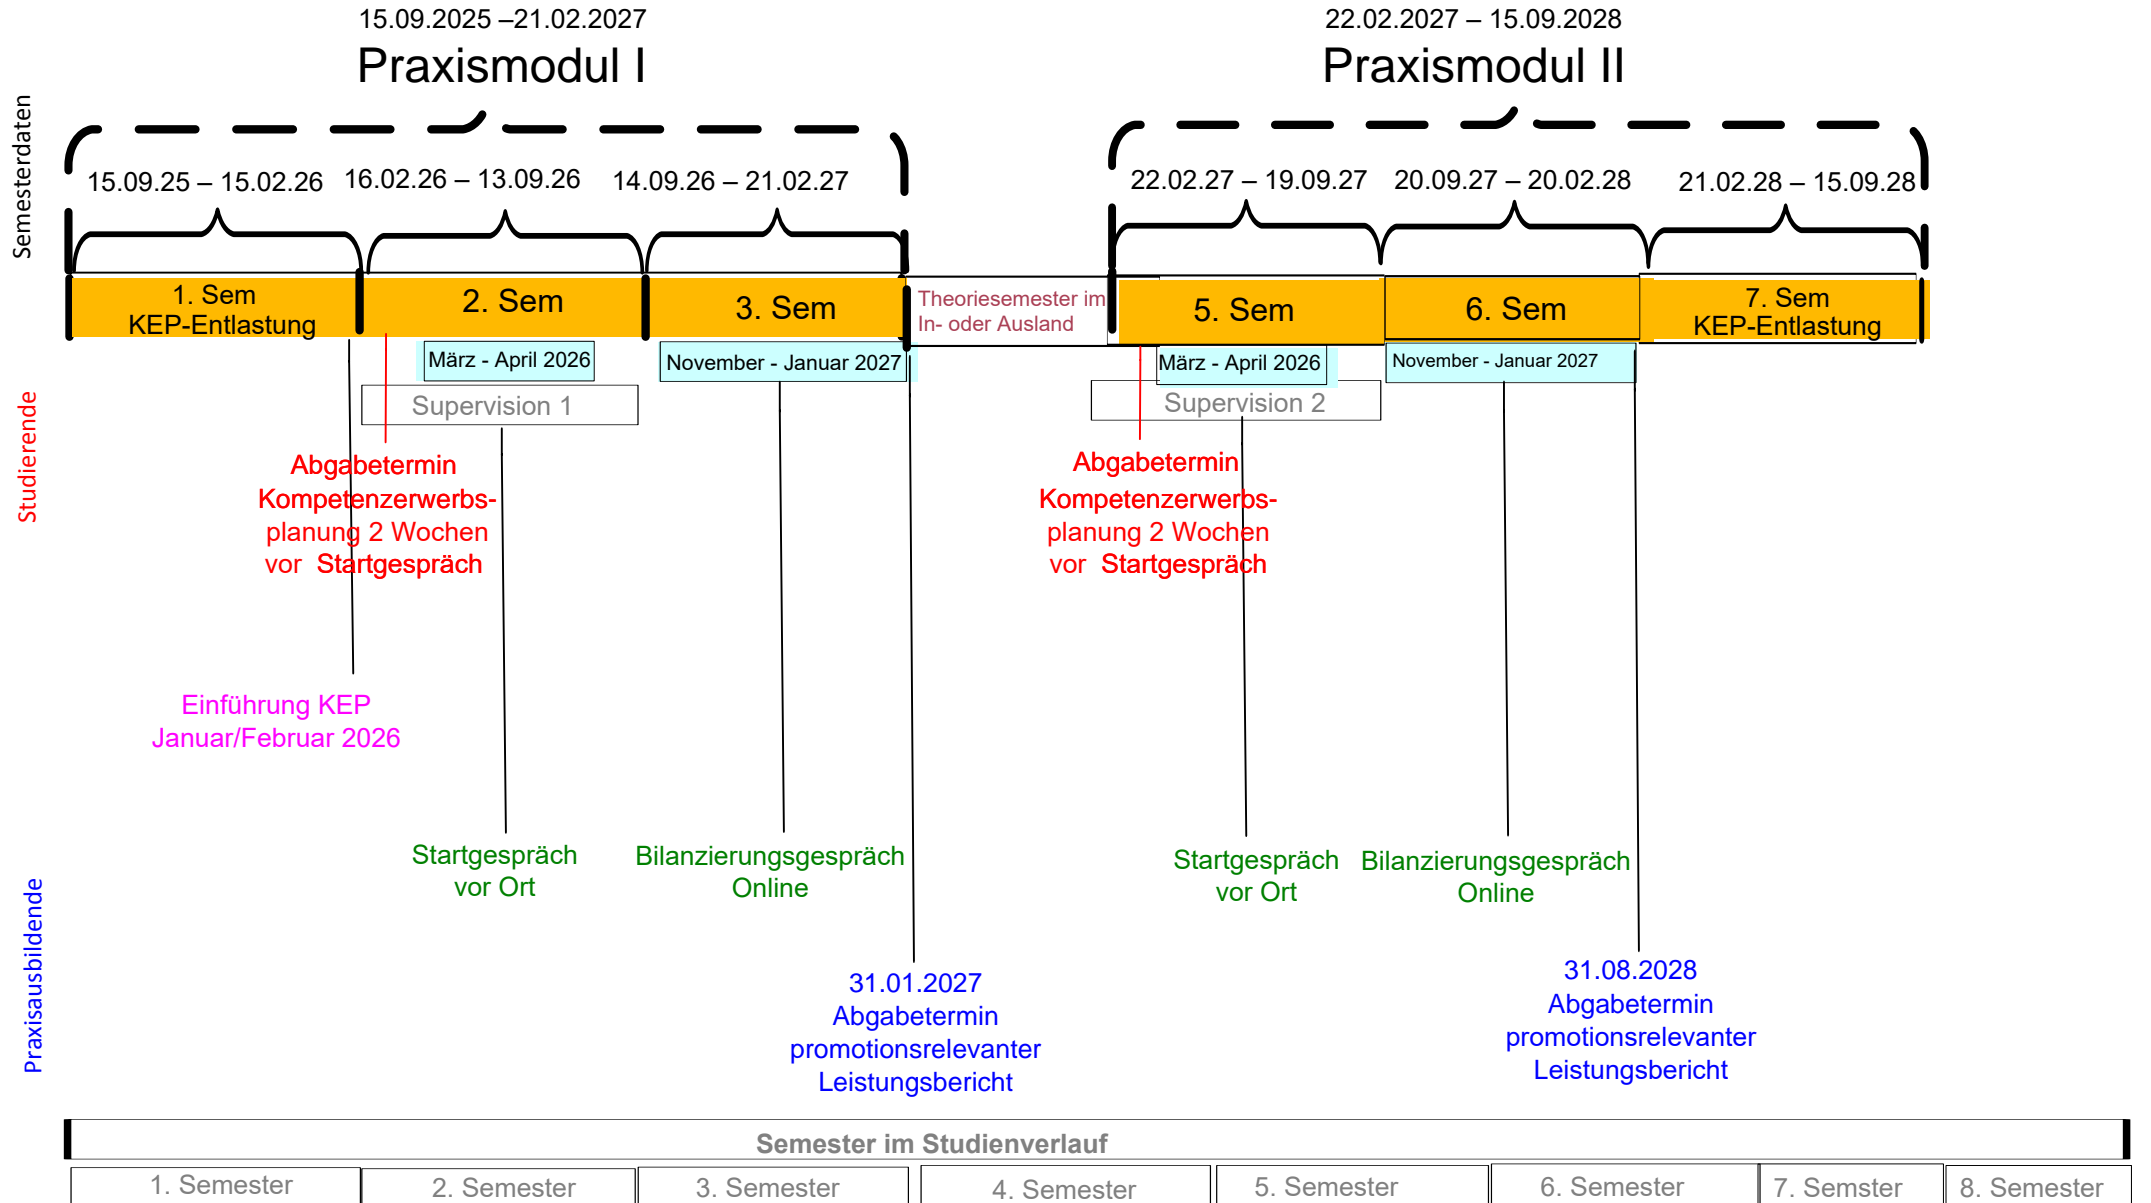 15.09.2025 –21.02.2027
Praxismodul I
22.02.2027 – 15.09.2028
Praxismodul II
Semesterdaten
15.09.25 – 15.02.26
16.02.26 – 13.09.26
14.09.26 – 21.02.27
22.02.27 – 19.09.27
20.09.27 – 20.02.28
21.02.28 – 15.09.28
1. Sem
KEP-Entlastung
2. Sem
3. Sem
Theoriesemester im
In- oder Ausland
5. Sem
6. Sem
7. Sem
KEP-Entlastung
März - April 2026
November - Januar 2027
März - April 2026
November - Januar 2027
Supervision 1
Supervision 2
Studierende
Abgabetermin
Kompetenzerwerbs-
planung 2 Wochen
vor Startgespräch
Abgabetermin
Kompetenzerwerbs-
planung 2 Wochen
vor Startgespräch
Einführung KEP
Januar/Februar 2026
Startgespräch
vor Ort
Bilanzierungsgespräch
Online
Startgespräch
vor Ort
Bilanzierungsgespräch
Online
Praxisausbildende
31.01.2027
Abgabetermin
promotionsrelevanter
Leistungsbericht
31.08.2028
Abgabetermin
promotionsrelevanter
Leistungsbericht
Semester im Studienverlauf
1. Semester
2. Semester
3. Semester
4. Semester
5. Semester
6. Semester
7. Semster
8. Semester